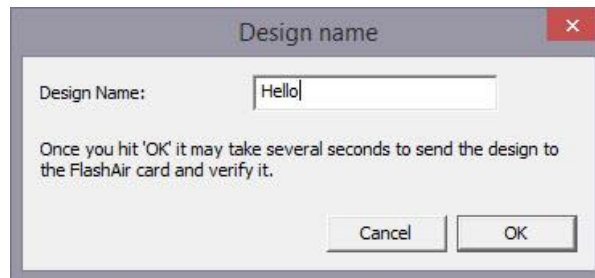 Design name
Design Name:
Hello
Once you hit 'OK' it may take several seconds to send the design to
the FlashAir card and verify it.
Cancel
OK